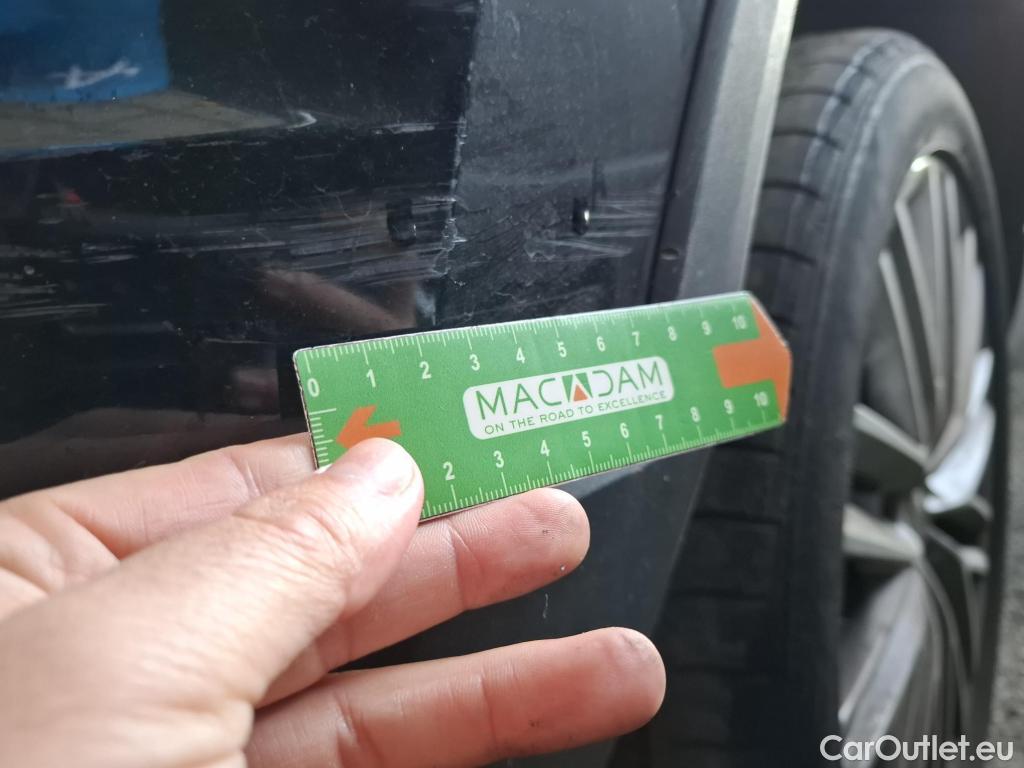 0 1 2 3 4 5 6 7 8 9 10
MACADAM
ON THE ROAD TO EXCELLENCE
2 3 4 5 6 7 8 9 10
CarOutlet.eu